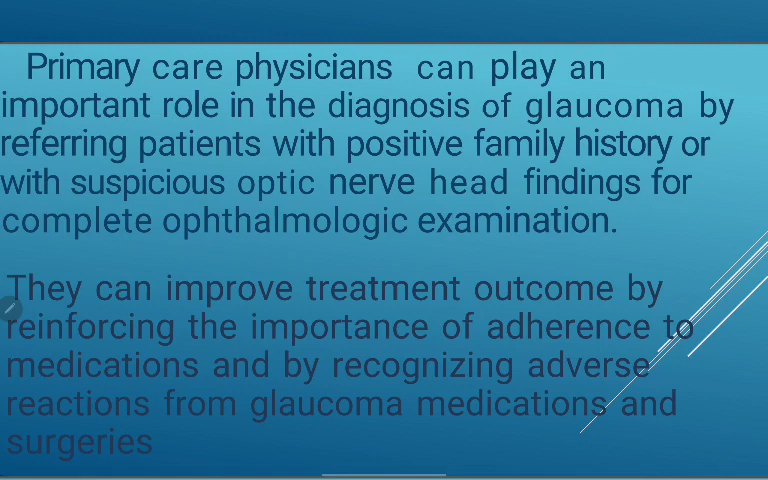 Primary care physicians can play an
important role in the diagnosis of glaucoma by
referring patients with positive family history or
with suspicious optic nerve head findings for
complete ophthalmologic examination.
They can improve treatment outcome by
reinforcing the importance of adherence to
medications and by recognizing adverse
reactions from glaucoma medications and
surgeries